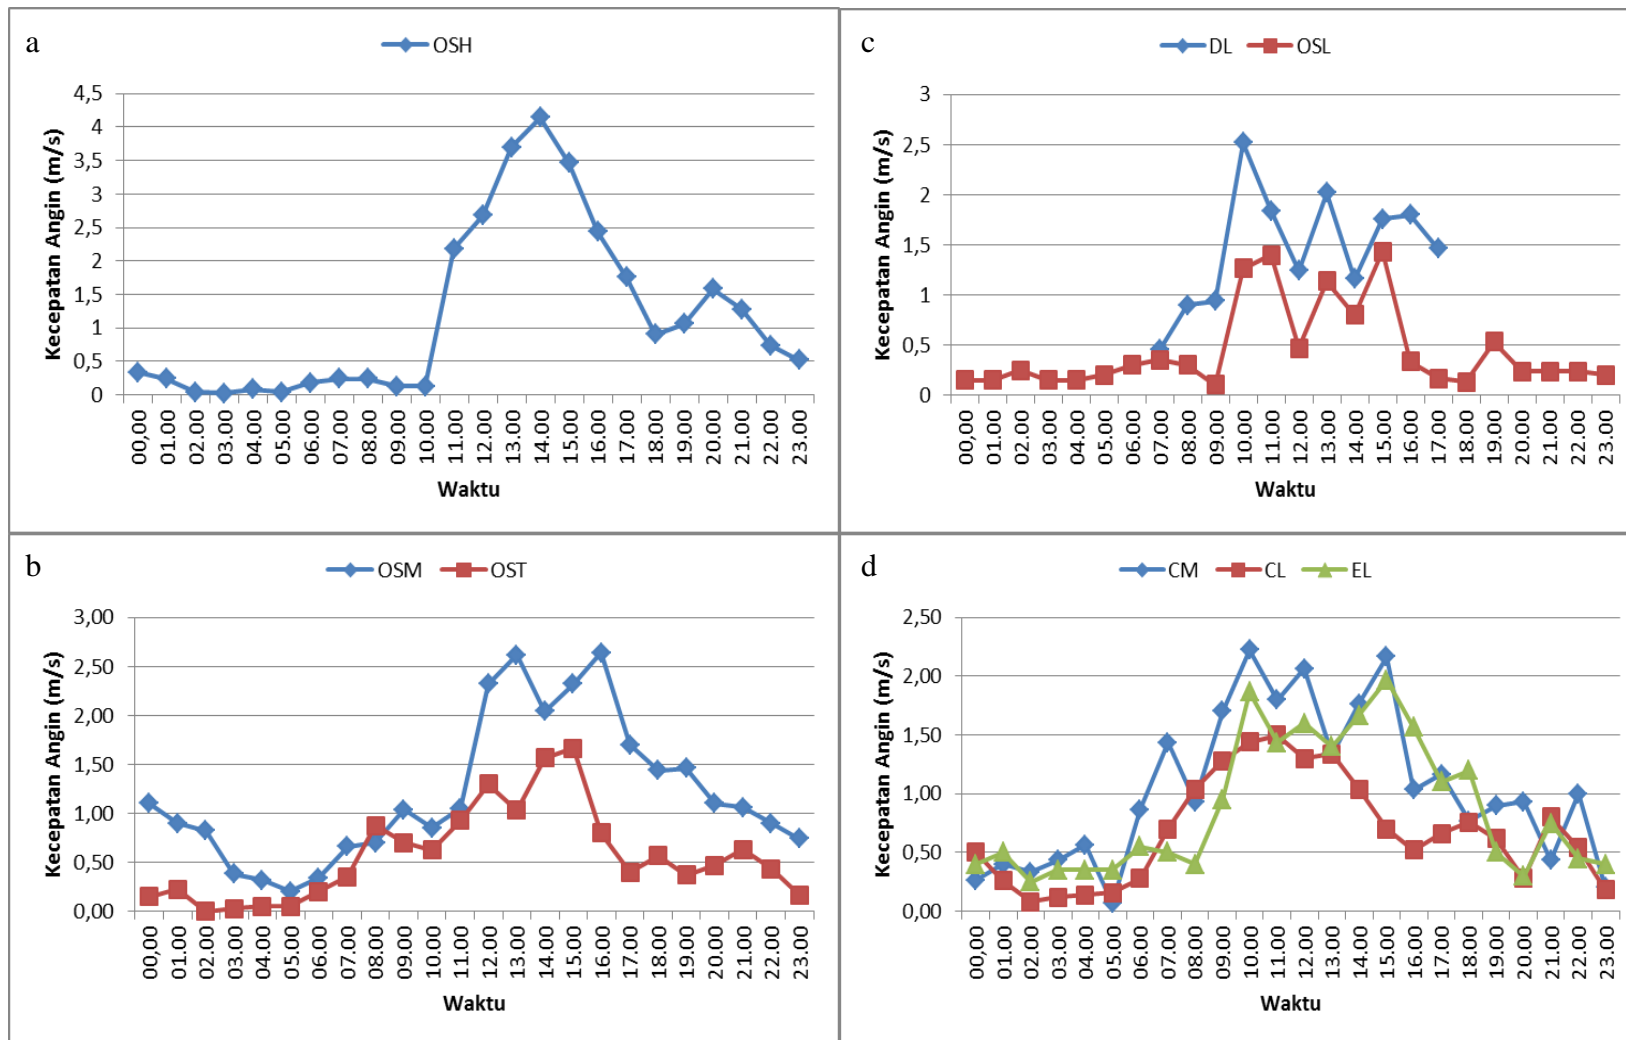 a
OSH
Kecepatan Angin (m/s)
4,5
4
3,5
3
2,5
2
1,5
1
0,5
0
00,00 01.00 02.00 03.00 04.00 05.00 06.00 07.00 08.00 09.00 10.00 11.00 12.00 13.00 14.00 15.00 16.00 17.00 18.00 19.00 20.00 21.00 22.00 23.00
Waktu
c
DL OSL
Kecepatan Angin (m/s)
3
2,5
2
1,5
1
0,5
0
00,00 01.00 02.00 03.00 04.00 05.00 06.00 07.00 08.00 09.00 10.00 11.00 12.00 13.00 14.00 15.00 16.00 17.00 18.00 19.00 20.00 21.00 22.00 23.00
Waktu
b
OSM OST
Kecepatan Angin (m/s)
3,00
2,50
2,00
1,50
1,00
0,50
0,00
00,00 01.00 02.00 03.00 04.00 05.00 06.00 07.00 08.00 09.00 10.00 11.00 12.00 13.00 14.00 15.00 16.00 17.00 18.00 19.00 20.00 21.00 22.00 23.00
Waktu
d
CM CL EL
Kecepatan Angin (m/s)
2,50
2,00
1,50
1,00
0,50
0,00
00,00 01.00 02.00 03.00 04.00 05.00 06.00 07.00 08.00 09.00 10.00 11.00 12.00 13.00 14.00 15.00 16.00 17.00 18.00 19.00 20.00 21.00 22.00 23.00
Waktu